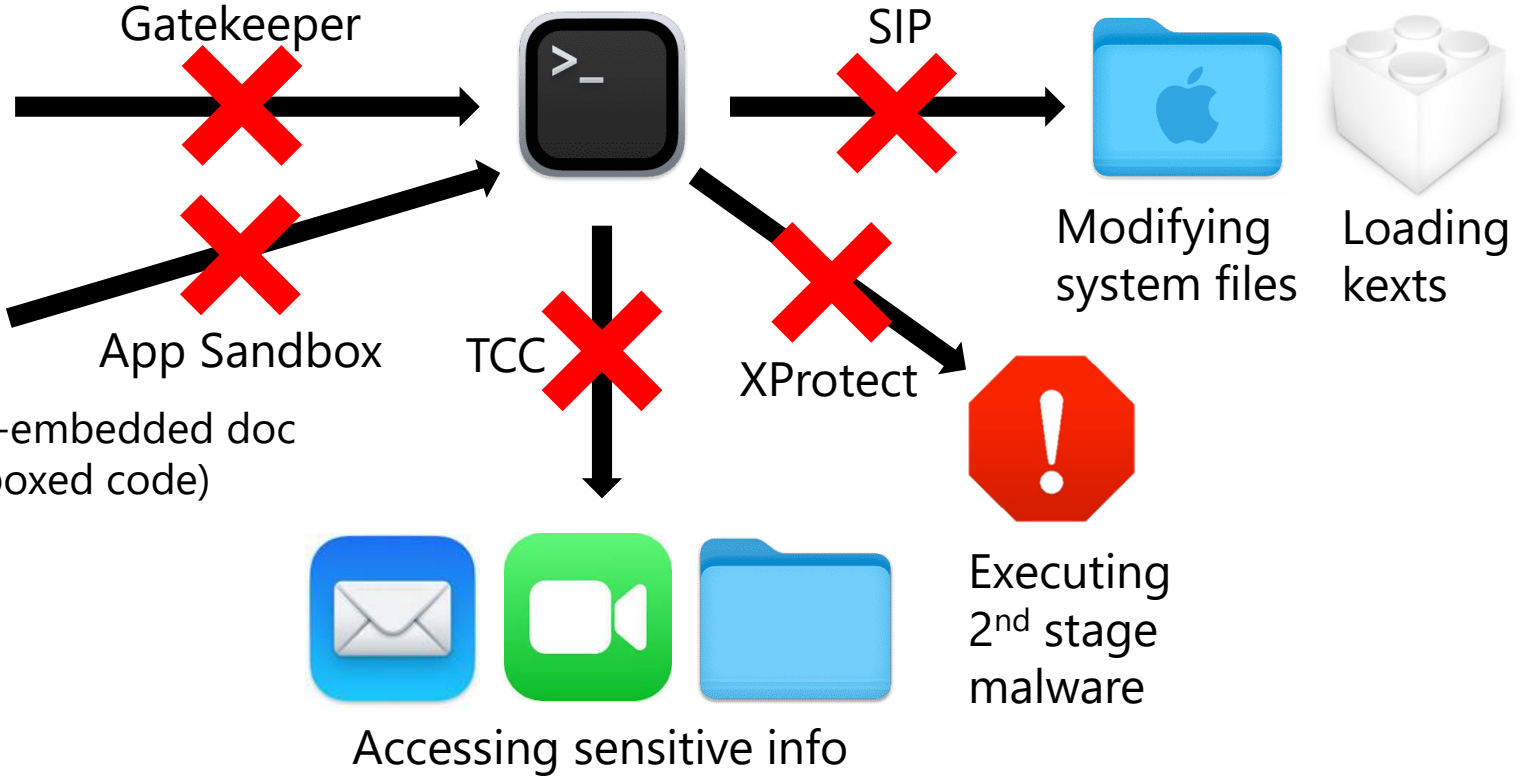 Gatekeeper
SIP
>_
Modifying
system files
Loading
kexts
App Sandbox
TCC
XProtect
-embedded doc
boxed code)
Executing
2nd stage
malware
Accessing sensitive info